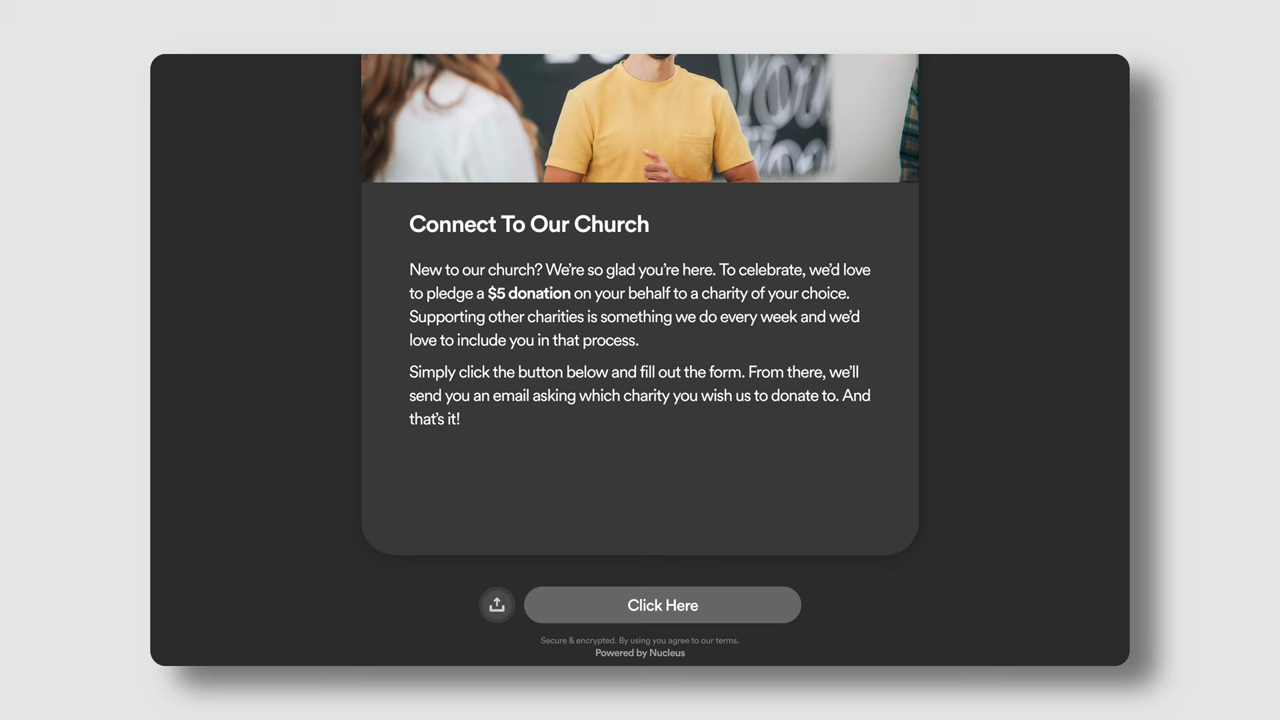 You
Connect To Our Church
New to our church? We're so glad you're here. To celebrate, we'd love
to pledge a $5 donation on your behalf to a charity of your choice.
Supporting other charities is something we do every week and we'd
love to include you in that process.
Simply click the button below and fill out the form. From there, we'll
send you an email asking which charity you wish us to donate to. And
that's it!
Click Here
Secure & encrypted. By using you agree to our terms.
Powered by Nucleus